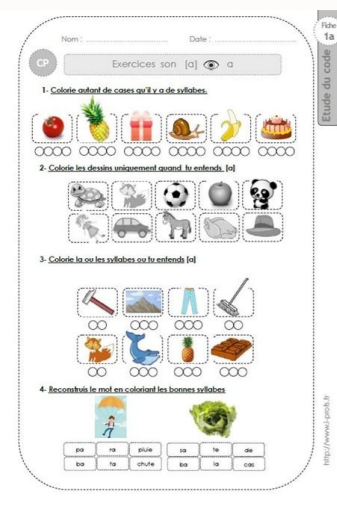 Fiche
1a
Etude du code
Nom : Date :
CP
Exercices son [a] a
1- Colorie autant de cases qu'il y a de syllabes.
2- Colorie les dessins uniquement quand tu entends [a]
3- Colorie la ou les syllabes ou tu entends [a]
4- Reconstruis le mot en coloriant les bonnes syllabes
pa ra pluie sa te de
ba ta chute ba la cas
http://www.i-profs.fr